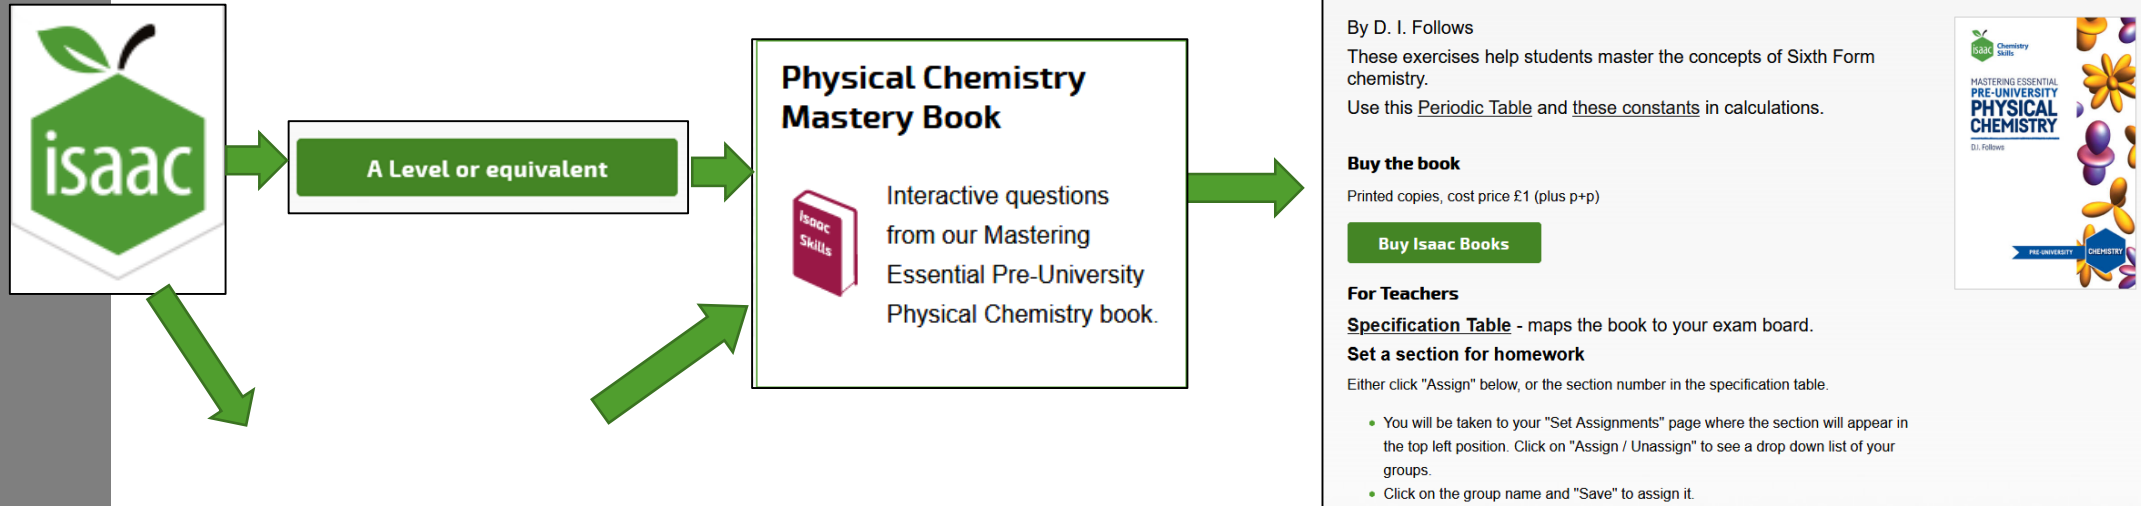 isaac
A Level or equivalent
Physical Chemistry
Mastery Book
Isaac
Skills
Interactive questions
from our Mastering
Essential Pre-University
Physical Chemistry book.
By D. I. Follows
These exercises help students master the concepts of Sixth Form
chemistry.
Use this Periodic Table and these constants in calculations.
Buy the book
Printed copies, cost price £1 (plus p+p)
Buy Isaac Books
For Teachers
Specification Table - maps the book to your exam board.
Set a section for homework
Either click "Assign" below, or the section number in the specification table.
• You will be taken to your "Set Assignments" page where the section will appear in
the top left position. Click on "Assign / Unassign" to see a drop down list of your
groups.
• Click on the group name and "Save" to assign it.
isaac Chemistry
Skills
MASTERING ESSENTIAL
PRE-UNIVERSITY
PHYSICAL
CHEMISTRY
D.I. Follows
PRE-UNIVERSITY CHEMISTRY